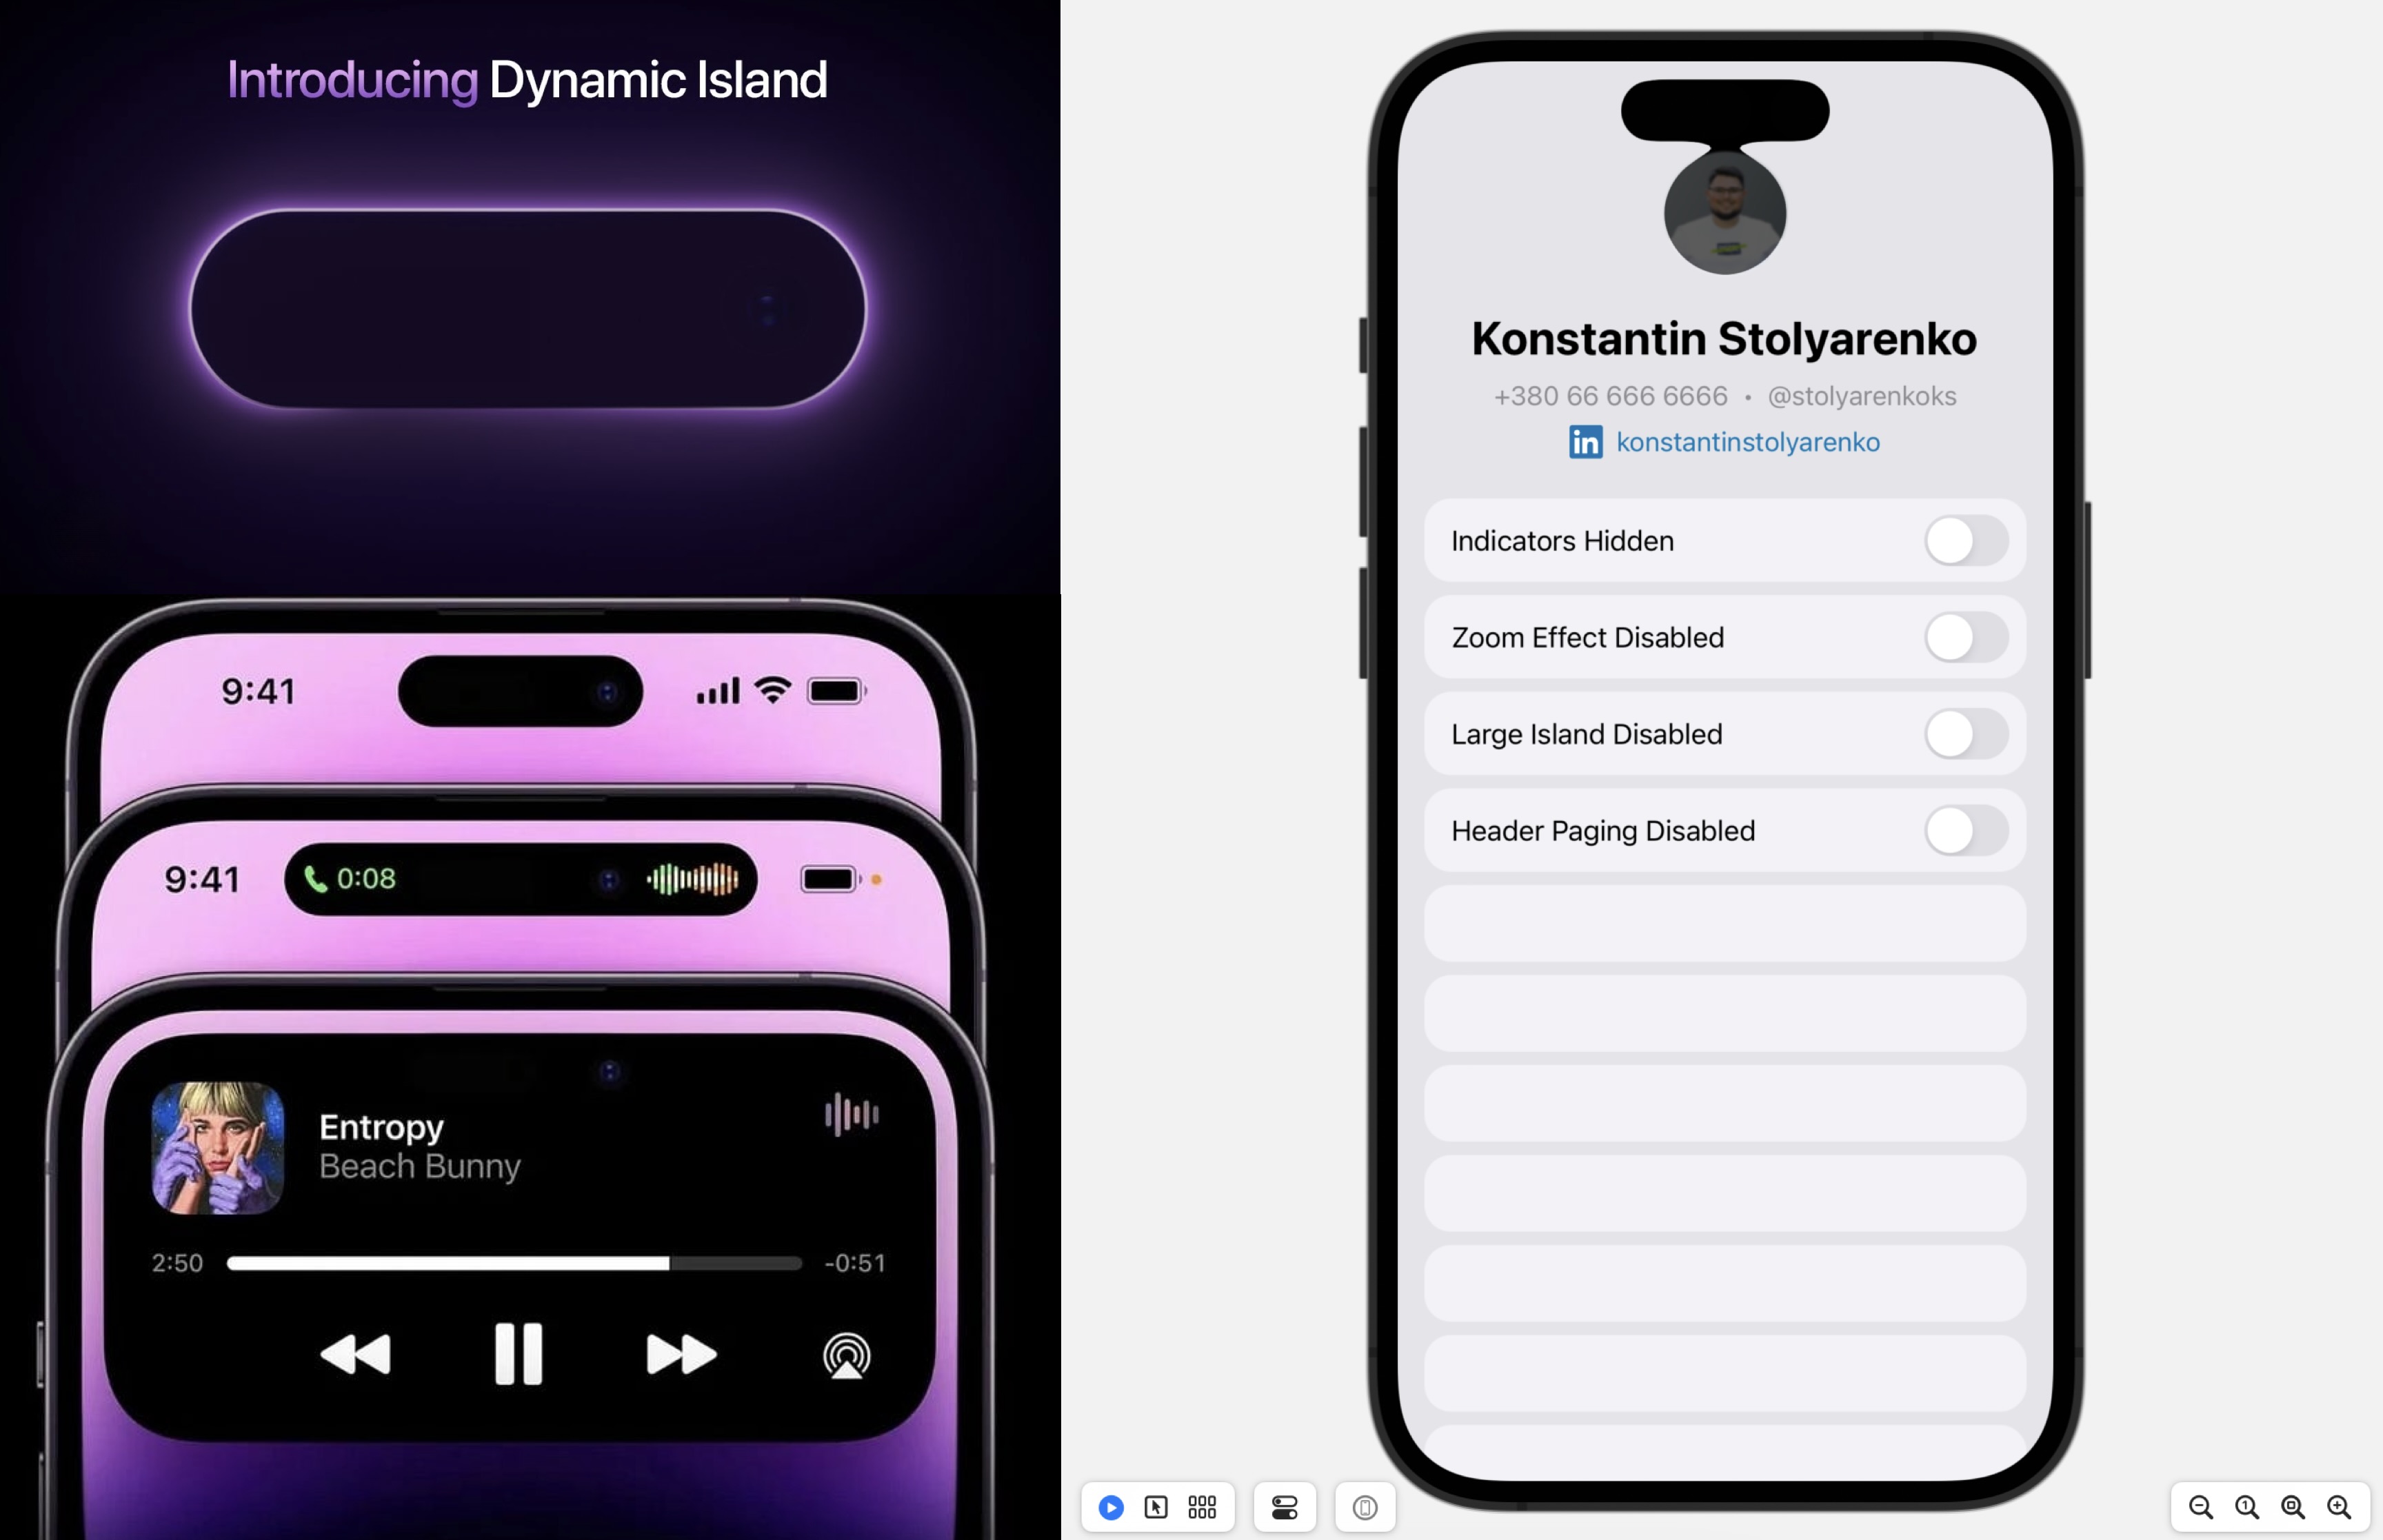 Introducing Dynamic Island
9:41
9:41
0:08
Entropy
Beach Bunny
2:50
-0:51
Konstantin Stolyarenko
+380 66 666 6666 • @stolyarenkoks
in konstantinstolyarenko
Indicators Hidden
Zoom Effect Disabled
Large Island Disabled
Header Paging Disabled